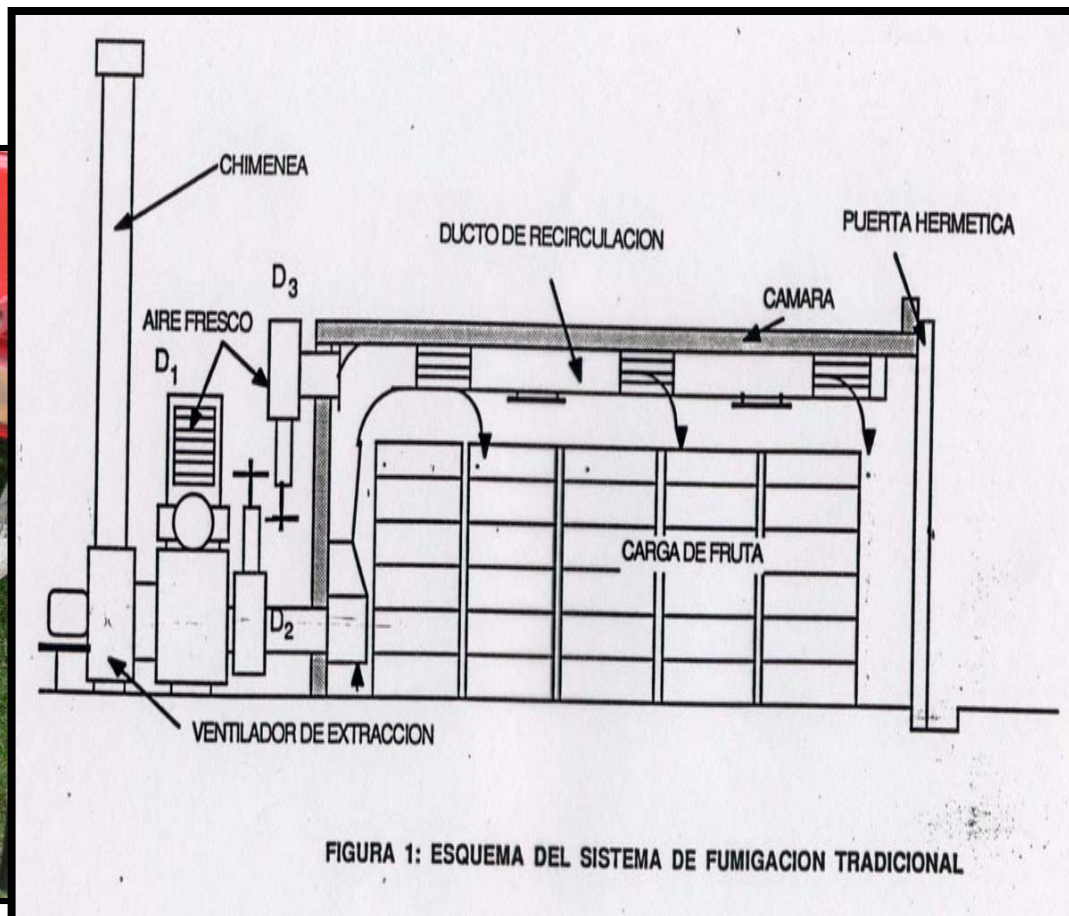 CHIMENEA
DUCTO DE RECIRCULACION
PUERTA HERMETICA
D3
CAMARA
AIRE FRESCO
D1
CARGA DE FRUTA
D2
VENTILADOR DE EXTRACCION
FIGURA 1: ESQUEMA DEL SISTEMA DE FUMIGACION TRADICIONAL